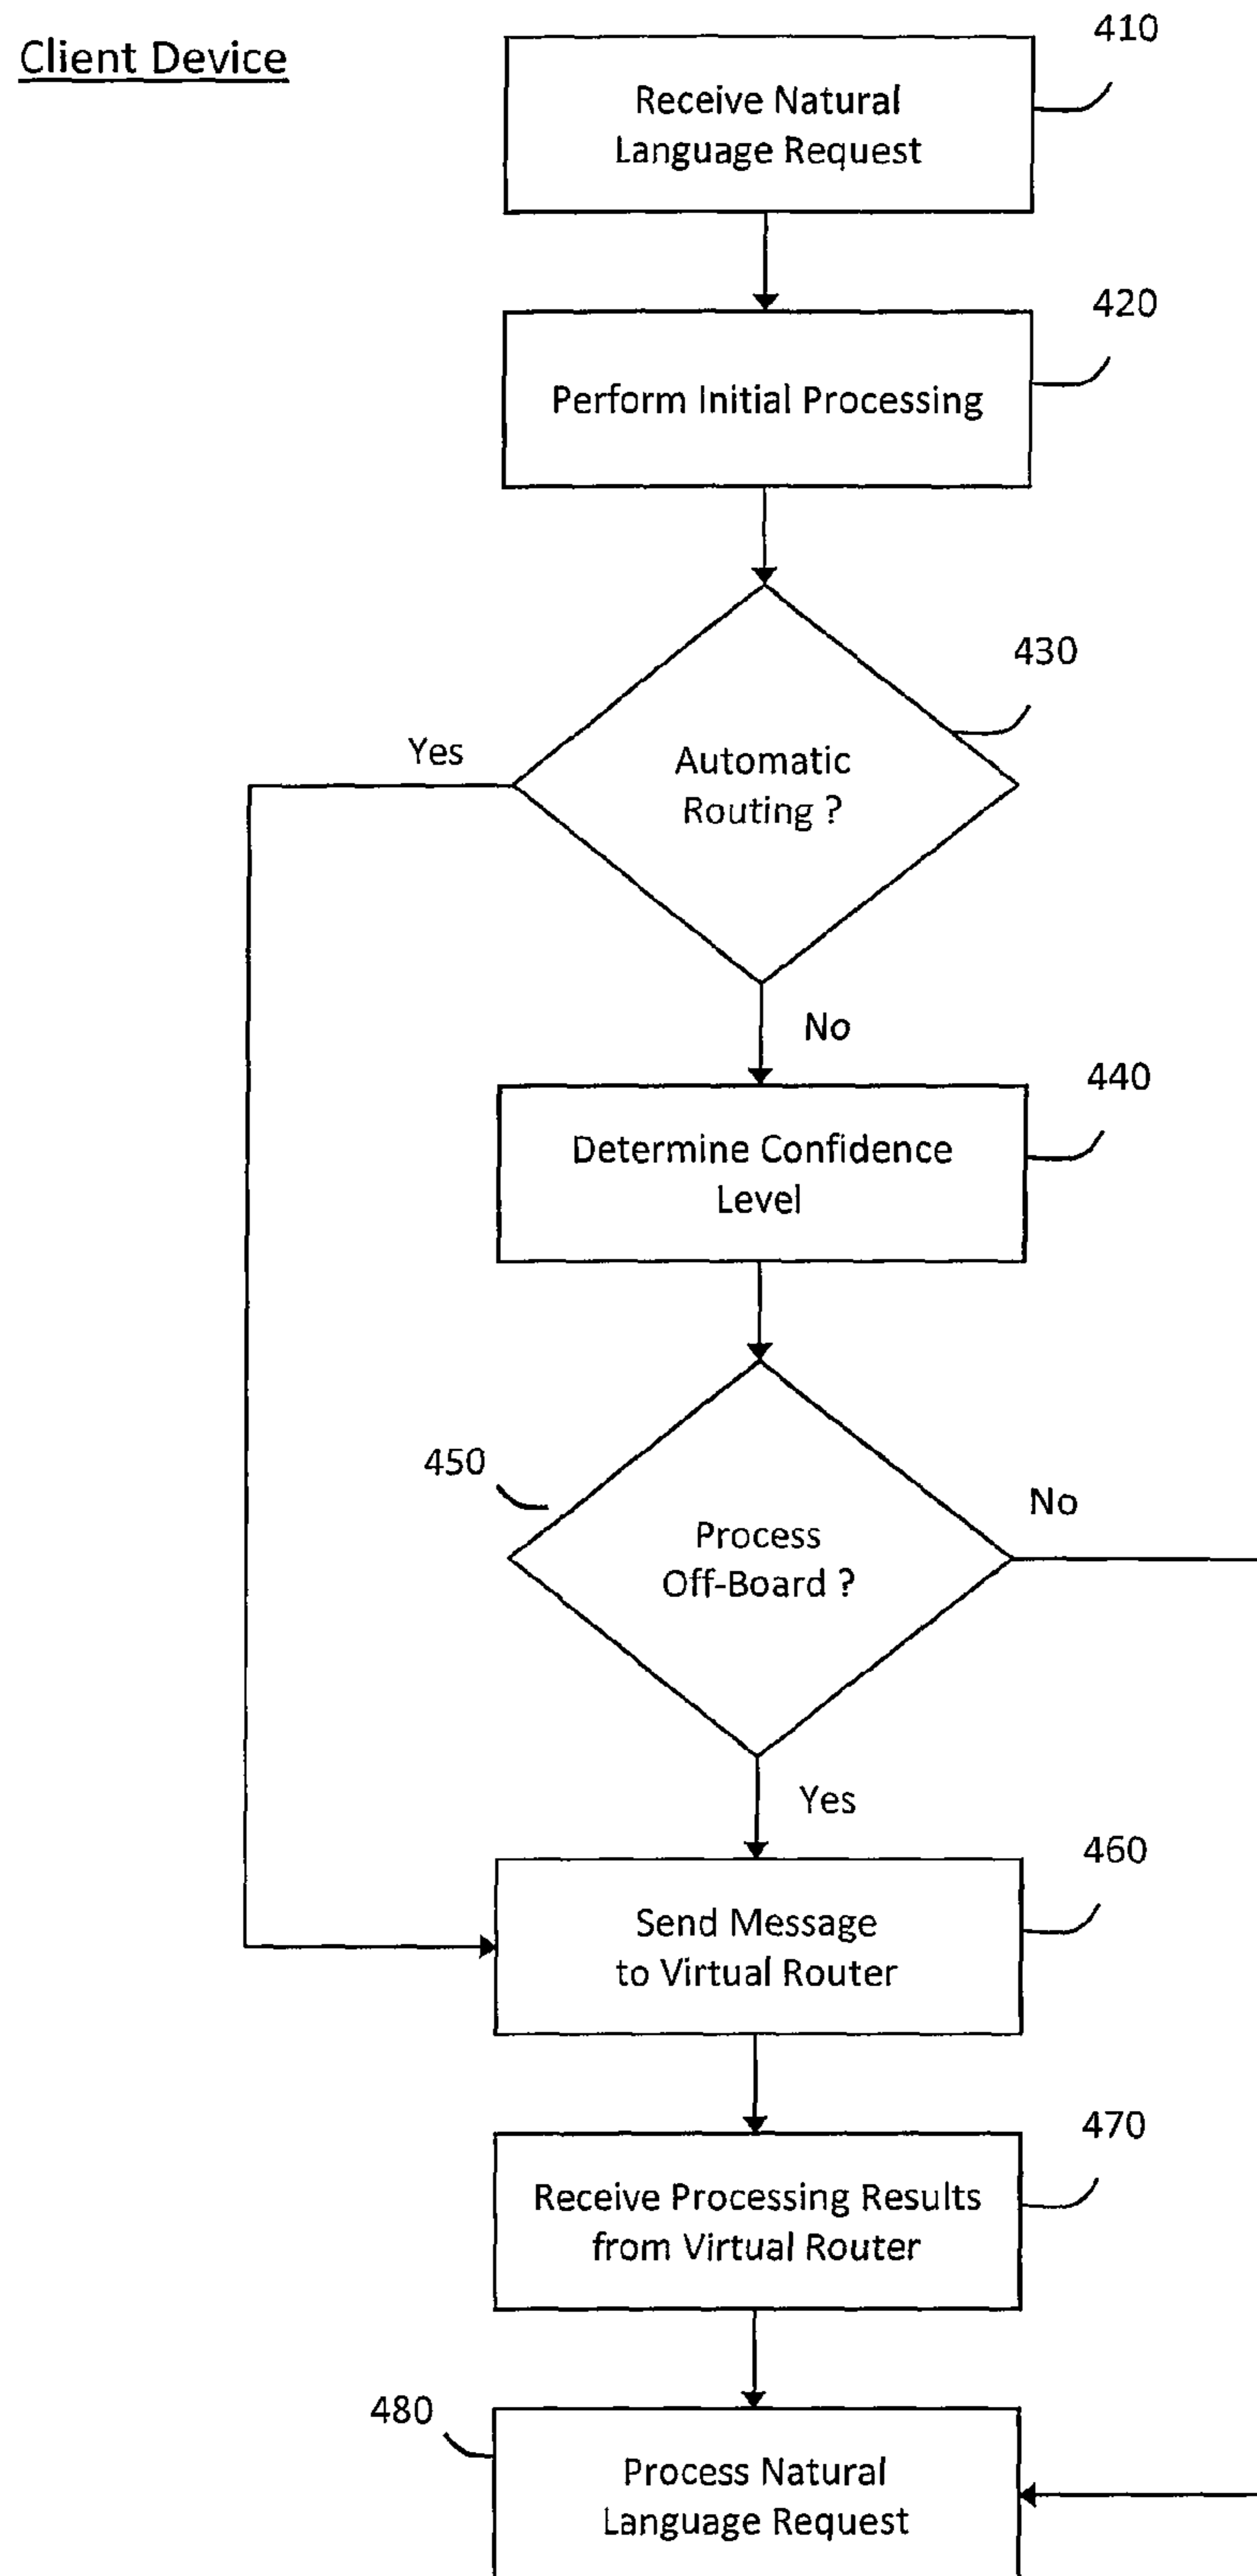 Client Device
410
Receive Natural
Language Request
420
Perform Initial Processing
430
Yes
Automatic
Routing ?
No
440
Determine Confidence
Level
450
No
Process
Off-Board ?
Yes
460
Send Message
to Virtual Router
470
Receive Processing Results
from Virtual Router
480
Process Natural
Language Request